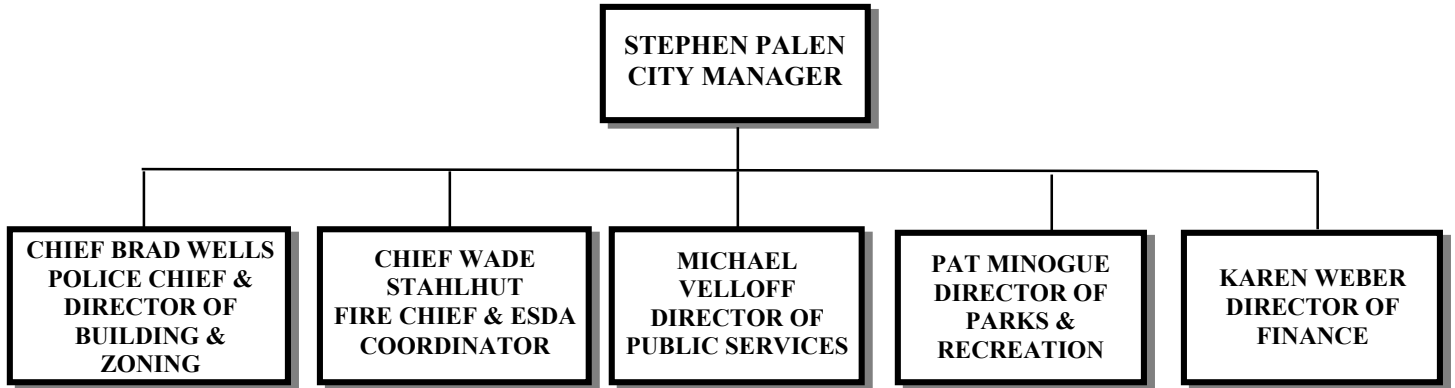 STEPHEN PALEN
CITY MANAGER
CHIEF BRAD WELLS
POLICE CHIEF &
DIRECTOR OF
BUILDING &
ZONING
CHIEF WADE
STAHLHUT
FIRE CHIEF & ESDA
COORDINATOR
MICHAEL
VELLOFF
DIRECTOR OF
PUBLIC SERVICES
PAT MINOGUE
DIRECTOR OF
PARKS &
RECREATION
KAREN WEBER
DIRECTOR OF
FINANCE